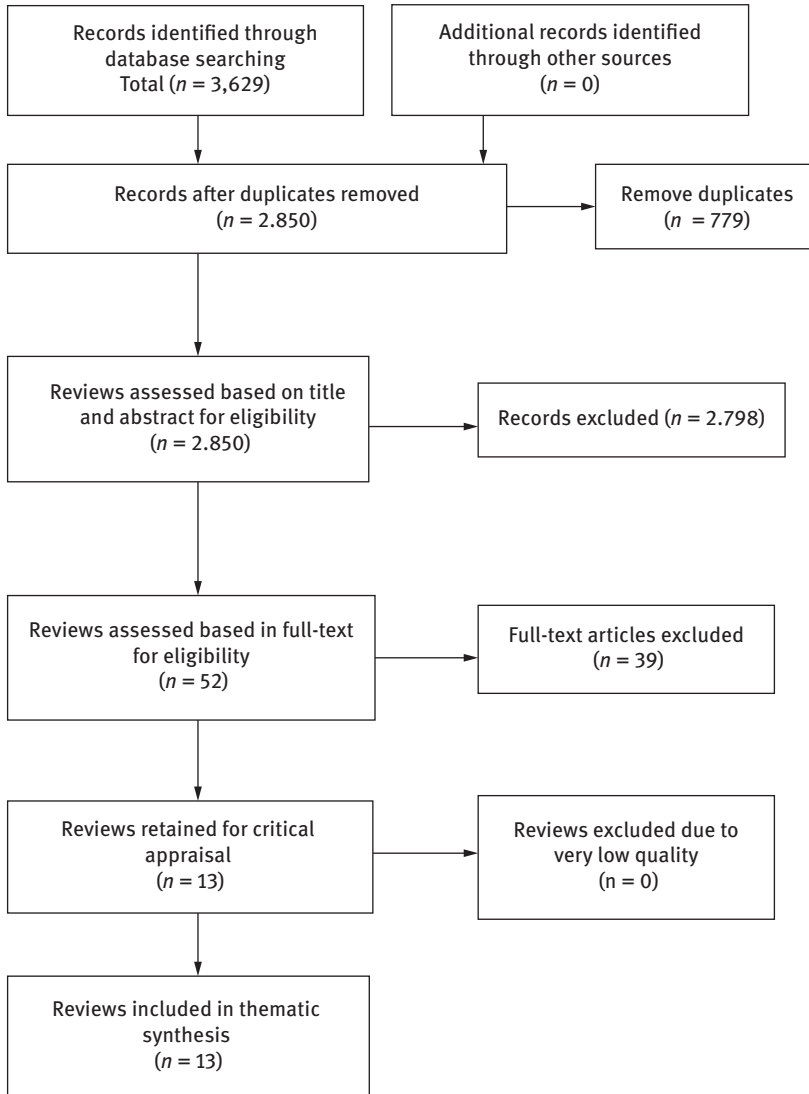 Records identified through
database searching
Total (n = 3,629)
Additional records identified
through other sources
(n = 0)
Records after duplicates removed
(n = 2.850)
Remove duplicates
(n = 779)
Reviews assessed based on title
and abstract for eligibility
(n = 2.850)
Records excluded (n = 2.798)
Reviews assessed based in full-text
for eligibility
(n = 52)
Full-text articles excluded
(n = 39)
Reviews retained for critical
appraisal
(n = 13)
Reviews excluded due to
very low quality
(n = 0)
Reviews included in thematic
synthesis
(n = 13)